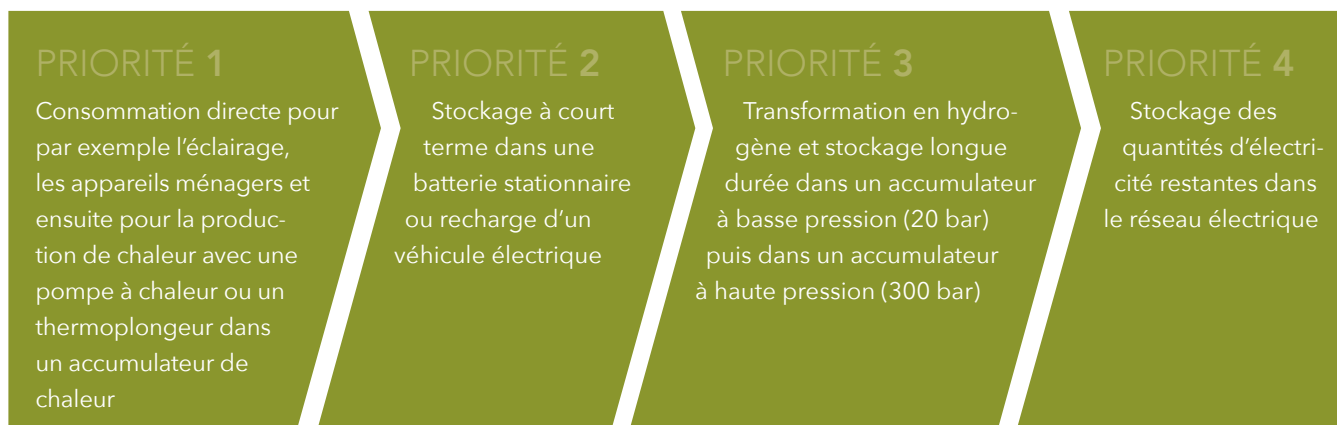 PRIORITÉ 1
Consommation directe pour
par exemple l'éclairage,
les appareils ménagers et
ensuite pour la produc-
tion de chaleur avec une
pompe à chaleur ou un
thermoplongeur dans
un accumulateur de
chaleur
PRIORITÉ 2
Stockage à court
terme dans une
batterie stationnaire
ou recharge d'un
véhicule électrique
PRIORITÉ 3
Transformation en hydro-
gène et stockage longue
durée dans un accumulateur
à basse pression (20 bar)
puis dans un accumulateur
à haute pression (300 bar)
PRIORITÉ 4
Stockage des
quantités d'électri-
cité restantes dans
le réseau électrique